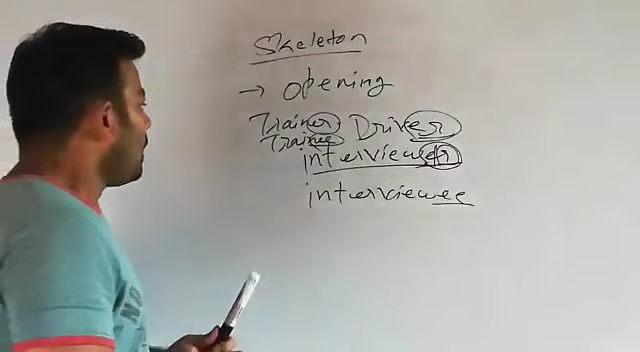 Skeleton
→ opening
Trainer Driver
Trainee
interviewer
interviewee